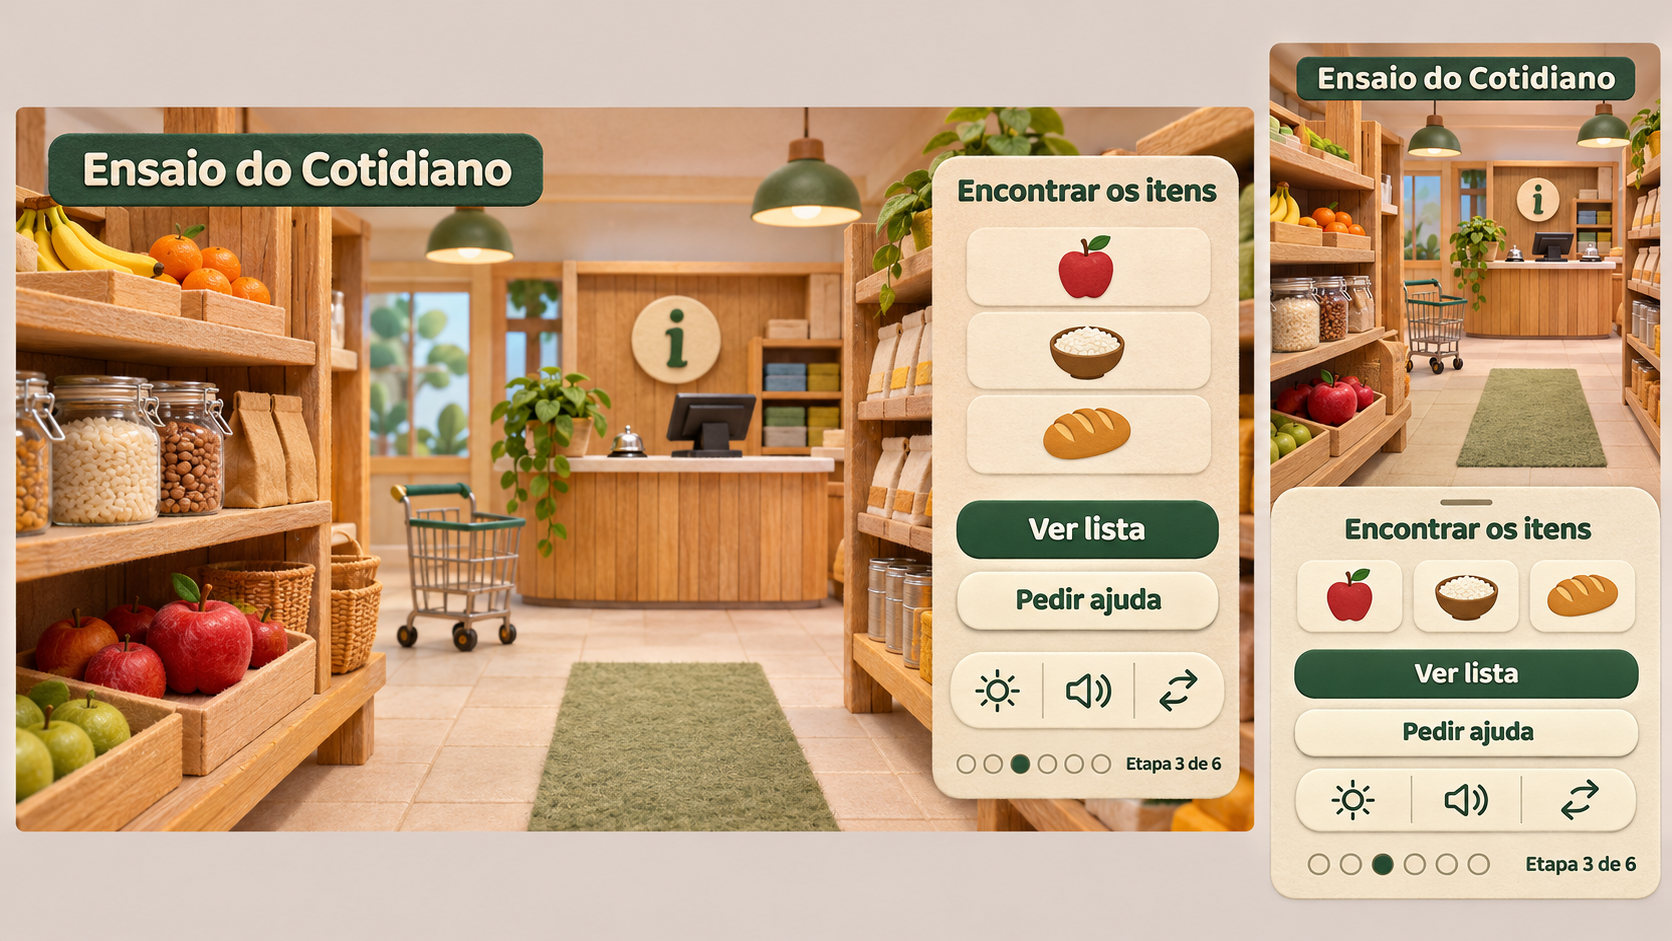 Ensaio do Cotidiano
i
Encontrar os itens
Ver lista
Pedir ajuda
Etapa 3 de 6
Ensaio do Cotidiano
i
Encontrar os itens
Ver lista
Pedir ajuda
Etapa 3 de 6